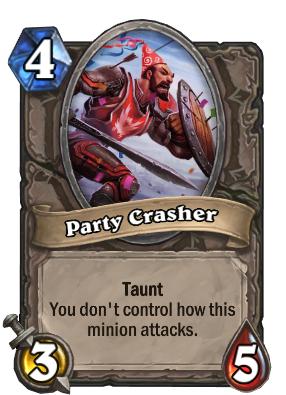 4
Party Crasher
Taunt
You don't control how this
minion attacks.
3
5